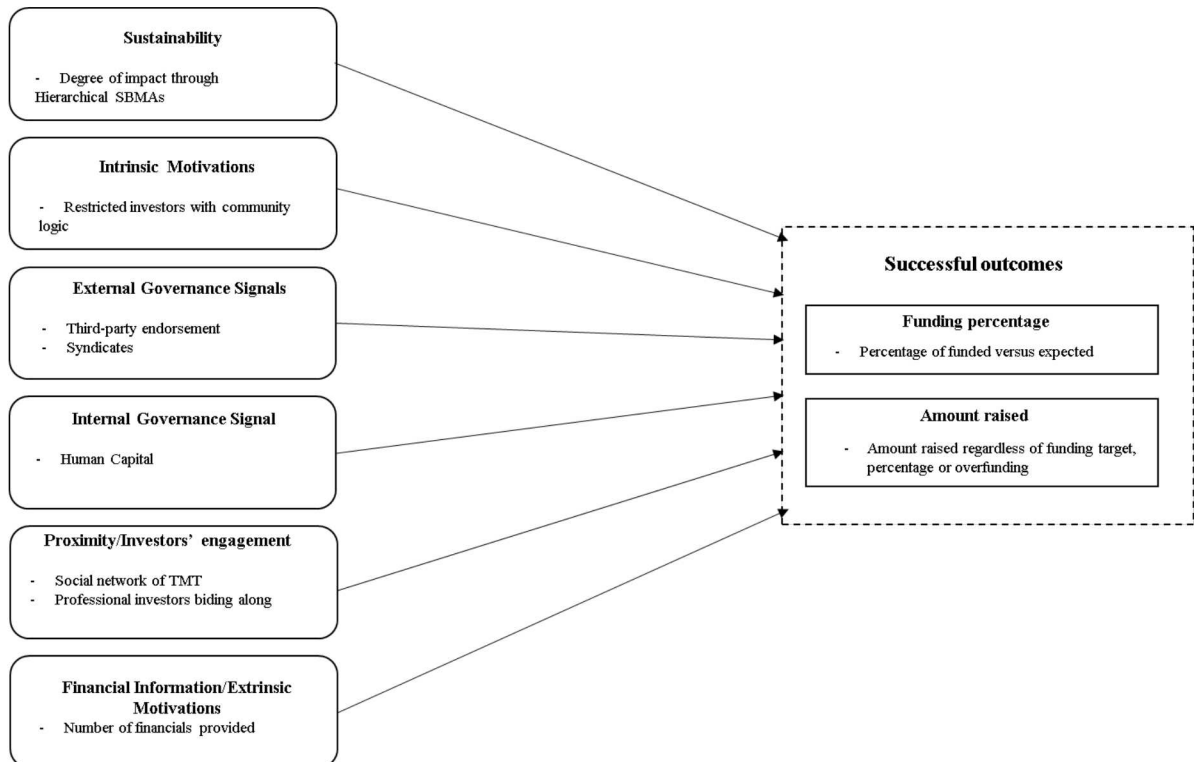 Sustainability
- Degree of impact through
Hierarchical SBMAs
Intrinsic Motivations
- Restricted investors with community
logic
External Governance Signals
- Third-party endorsement
- Syndicates
Internal Governance Signal
- Human Capital
Proximity/Investors' engagement
- Social network of TMT
- Professional investors biding along
Financial Information/Extrinsic
Motivations
- Number of financials provided
Successful outcomes
Funding percentage
- Percentage of funded versus expected
Amount raised
- Amount raised regardless of funding target,
percentage or overfunding